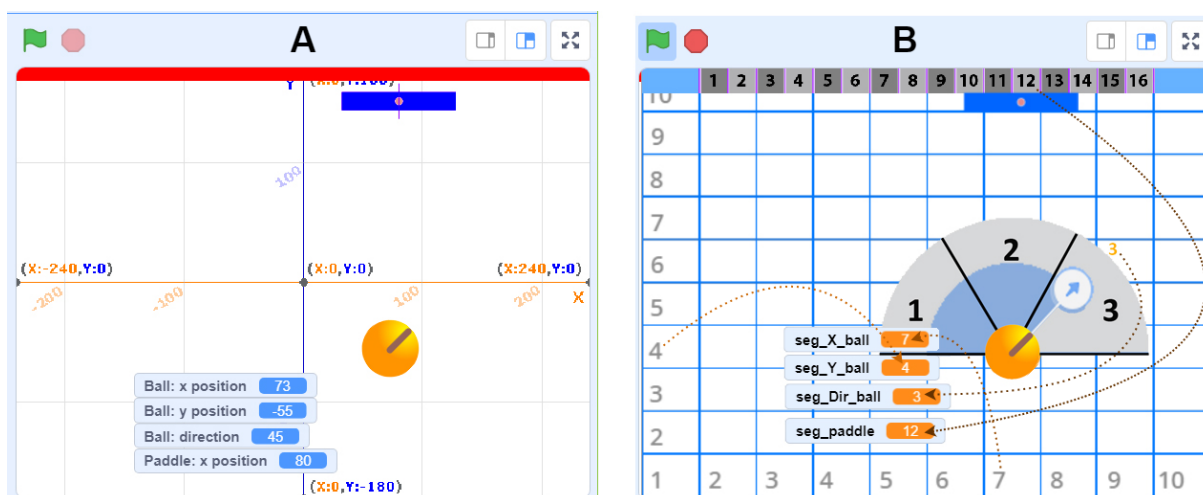 A
Y (X:0,Y:180)
100
(X:-240,Y:0) (X:0,Y:0) (X:240,Y:0)
-200 -100 100 200 X
Ball: x position 73
Ball: y position -55
Ball: direction 45
Paddle: x position 80
(X:0,Y:-180)
B
1 2 3 4 5 6 7 8 9 10 11 12 13 14 15 16
10
9
8
7
6
5
4
3
2
1 2 3 4 5 6 7 8 9 10
1 2 3
3
seg_X_ball 7
seg_Y_ball 4
seg_Dir_ball 3
seg_paddle 12